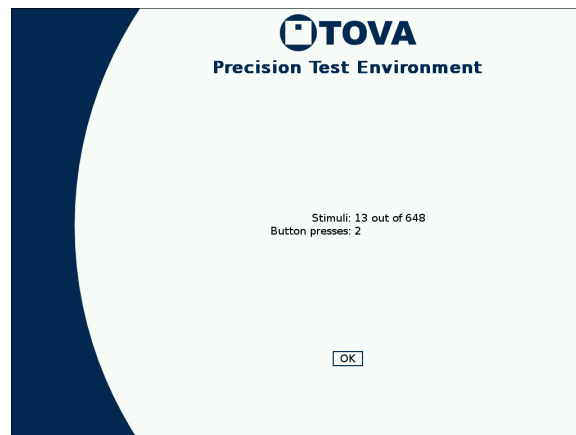 TOVA
Precision Test Environment
Stimuli: 13 out of 648
Button presses: 2
OK